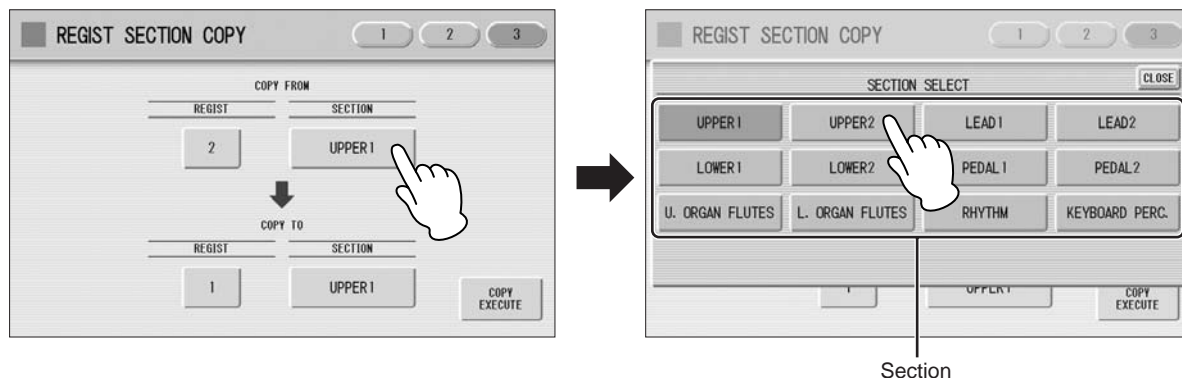 REGIST SECTION COPY
1 2 3
COPY FROM
REGIST SECTION
2 UPPER1
COPY TO
REGIST SECTION
1 UPPER1
COPY
EXECUTE
REGIST SECTION COPY
1 2 3
SECTION SELECT
CLOSE
UPPER1 UPPER2 LEAD1 LEAD2
LOWER1 LOWER2 PEDAL1 PEDAL2
U. ORGAN FLUTES L. ORGAN FLUTES RHYTHM KEYBOARD PERC.
1 UPPER1
COPY
EXECUTE
Section